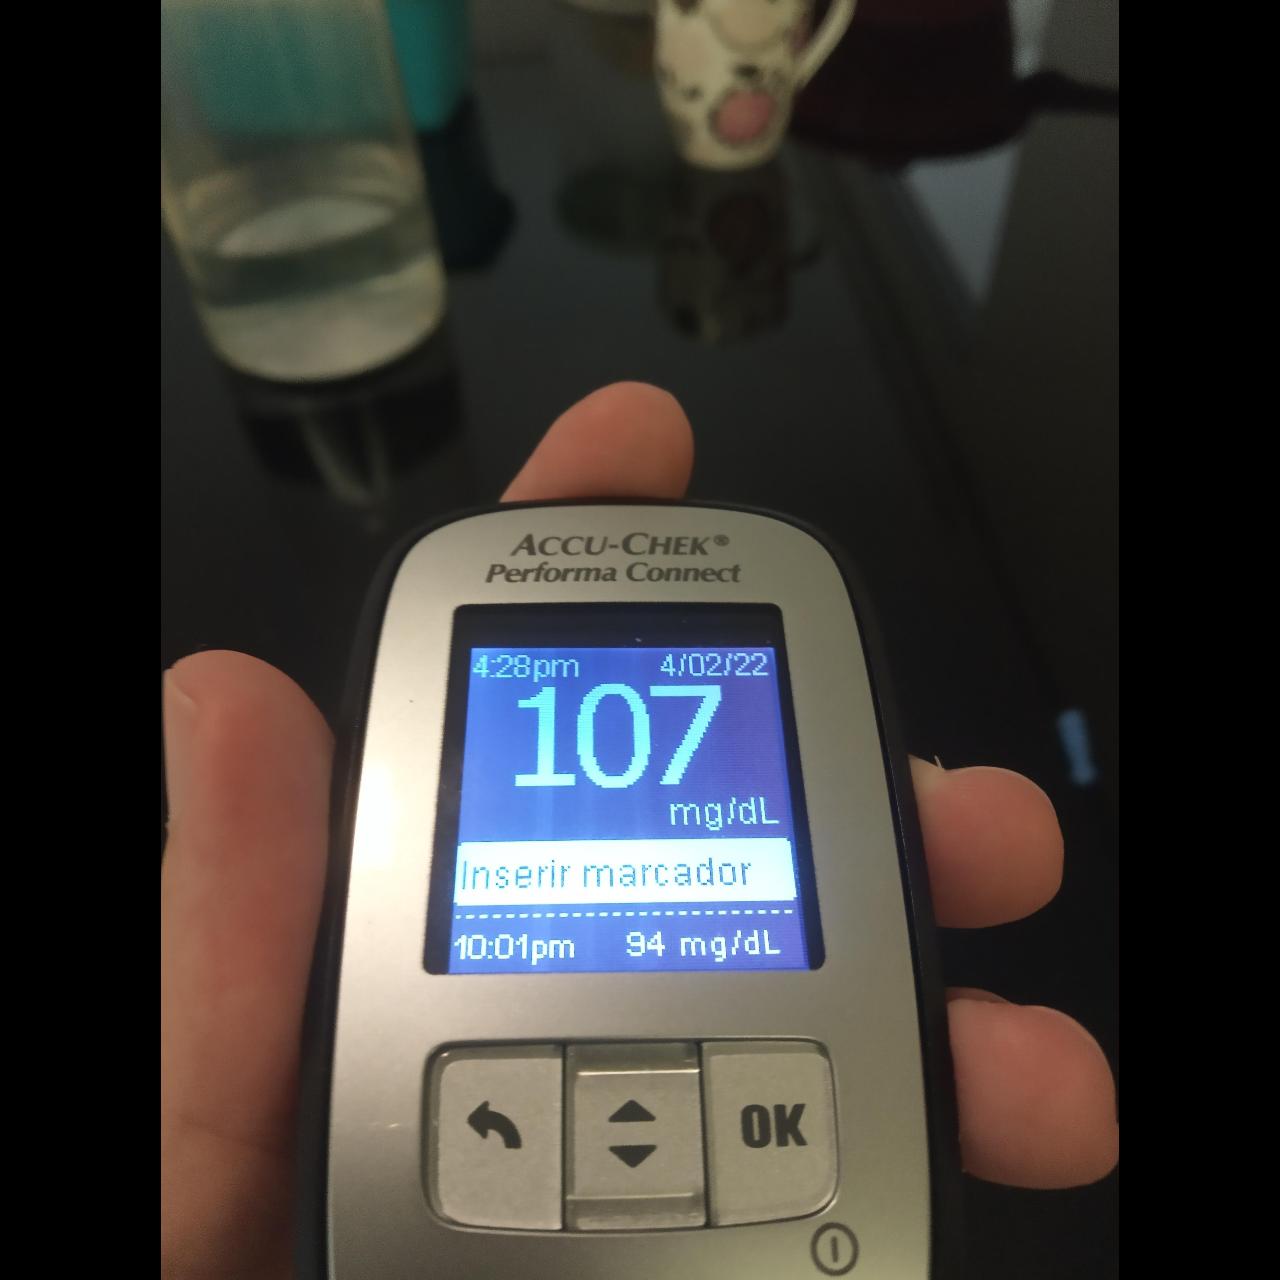 ACCU-CHEK®
Performa Connect
4:28pm 4/02/22
107
mg/dL
Inserir marcador
10:01pm 94 mg/dL
OK